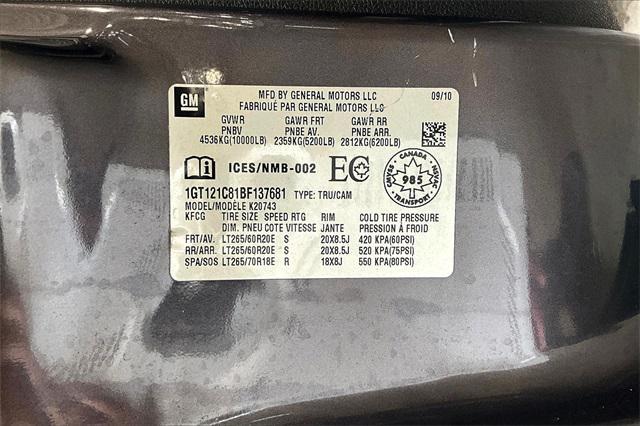 GM
MFD BY GENERAL MOTORS LLC 09/10
FABRIQUÉ PAR GENERAL MOTORS LLC
GVWR GAWR FRT GAWR RR
PNBV PNBE AV. PNBE ARR.
4536KG(10000LB) 2359KG(5200LB) 2812KG(6200LB)
ICES/NMB-002 EC
CANADA
985
TRANSPORT
CMVSS
NSVAC
1GT121C81BF137681 TYPE: TRU/CAM
MODEL/MODÈLE K20743
KFCG TIRE SIZE SPEED RTG RIM COLD TIRE PRESSURE
DIM. PNEU COTE VITESSE JANTE PRESSION À FROID
FRT/AV. LT265/60R20E S 20X8.5J 420 KPA(60PSI)
RR/ARR. LT265/60R20E S 20X8.5J 520 KPA(75PSI)
SPA/SOS LT265/70R18E R 18X8J 550 KPA(80PSI)